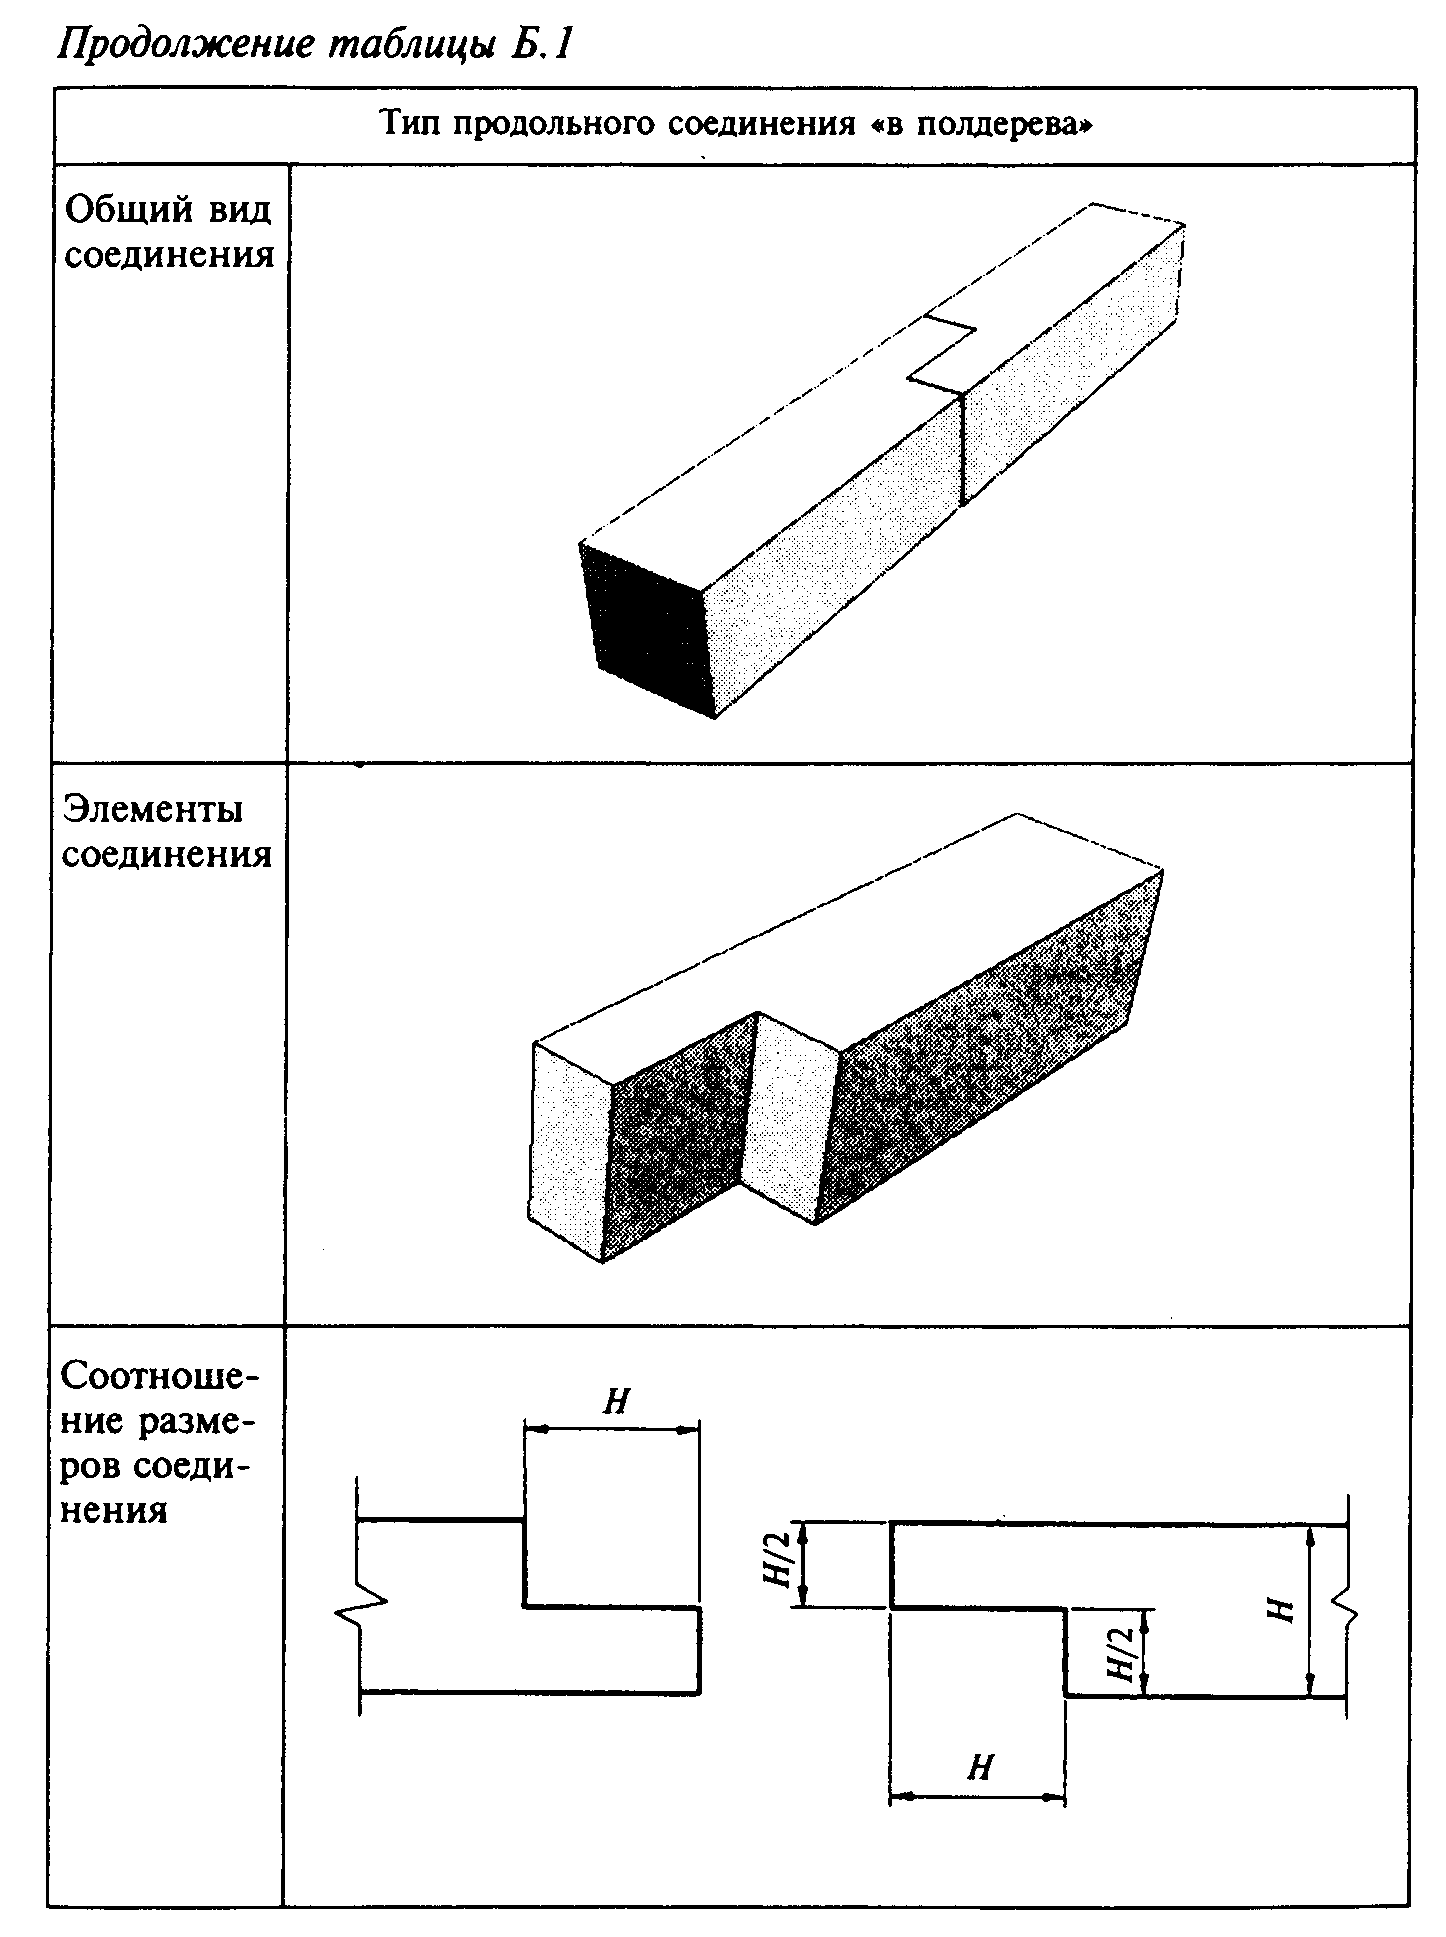 Продолжение таблицы Б.1
Тип продольного соединения «в полдерева»
Общий вид
соединения
Элементы
соединения
Соотноше-
ние разме-
ров соеди-
нения
H
H/2
H/2
H
H